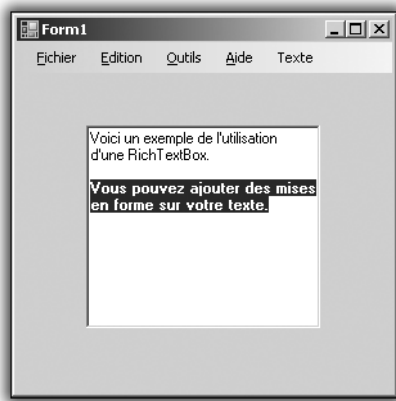 Form1
Fichier Edition Outils Aide Texte
Voici un exemple de l'utilisation
d'une RichTextBox.
Vous pouvez ajouter des mises
en forme sur votre texte.